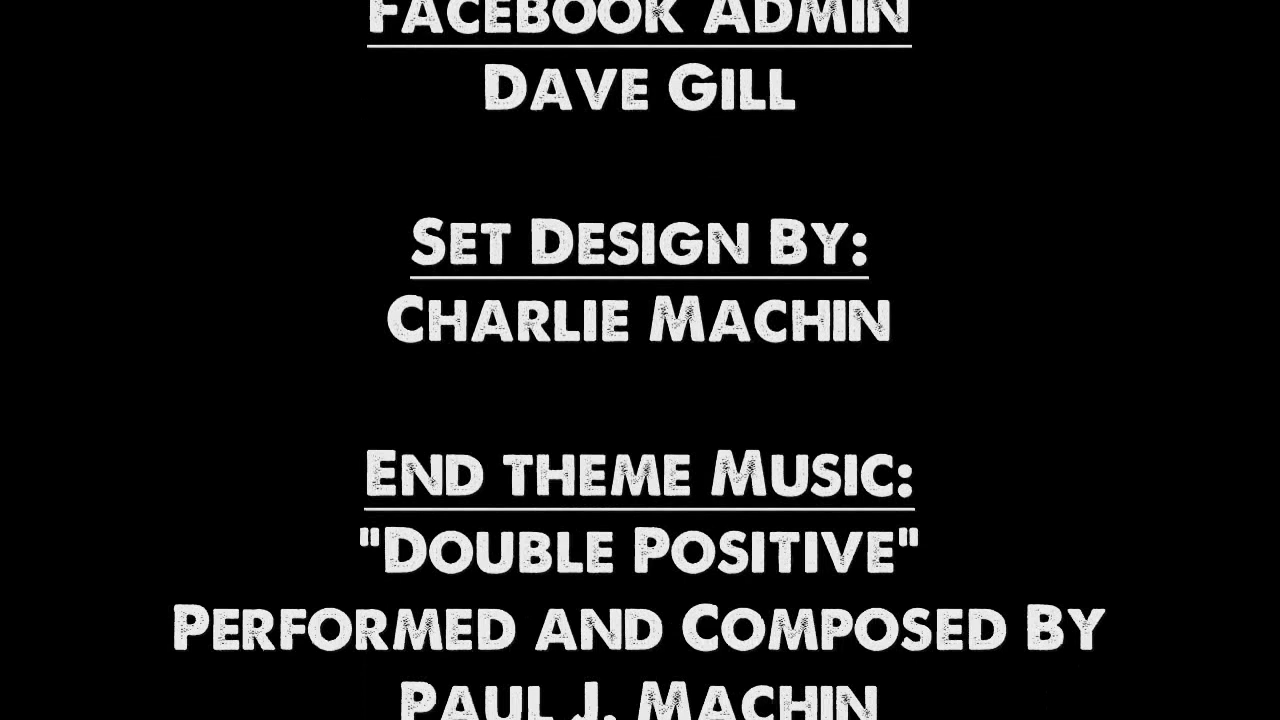 Facebook Admin
Dave Gill
Set Design By:
Charlie Machin
End theme Music:
"Double Positive"
Performed and Composed By
Paul J. Machin